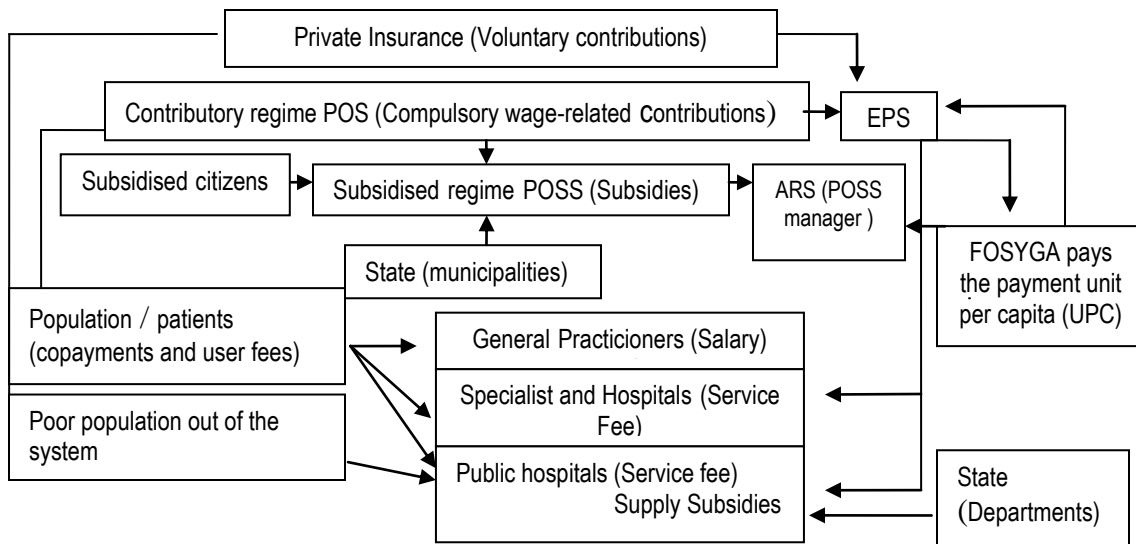 Private Insurance (Voluntary contributions)
Contributory regime POS (Compulsory wage-related contributions)
EPS
Subsidised citizens
Subsidised regime POSS (Subsidies)
ARS (POSS
manager )
State (municipalities)
FOSYGA pays
the payment unit
per capita (UPC)
Population / patients
(copayments and user fees)
General Practicioners (Salary)
Specialist and Hospitals (Service
Fee)
Poor population out of the
system
Public hospitals (Service fee)
Supply Subsidies
State
(Departments)